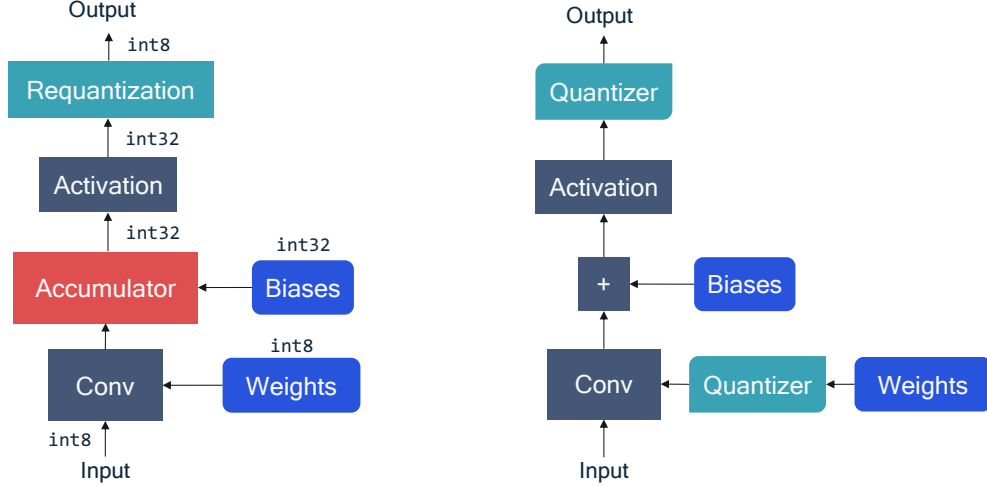 Output
int8
Requantization
int32
Activation
int32
int32
Accumulator
Biases
int8
Conv
Weights
int8
Input
Output
Quantizer
Activation
+
Biases
Conv
Quantizer
Weights
Input